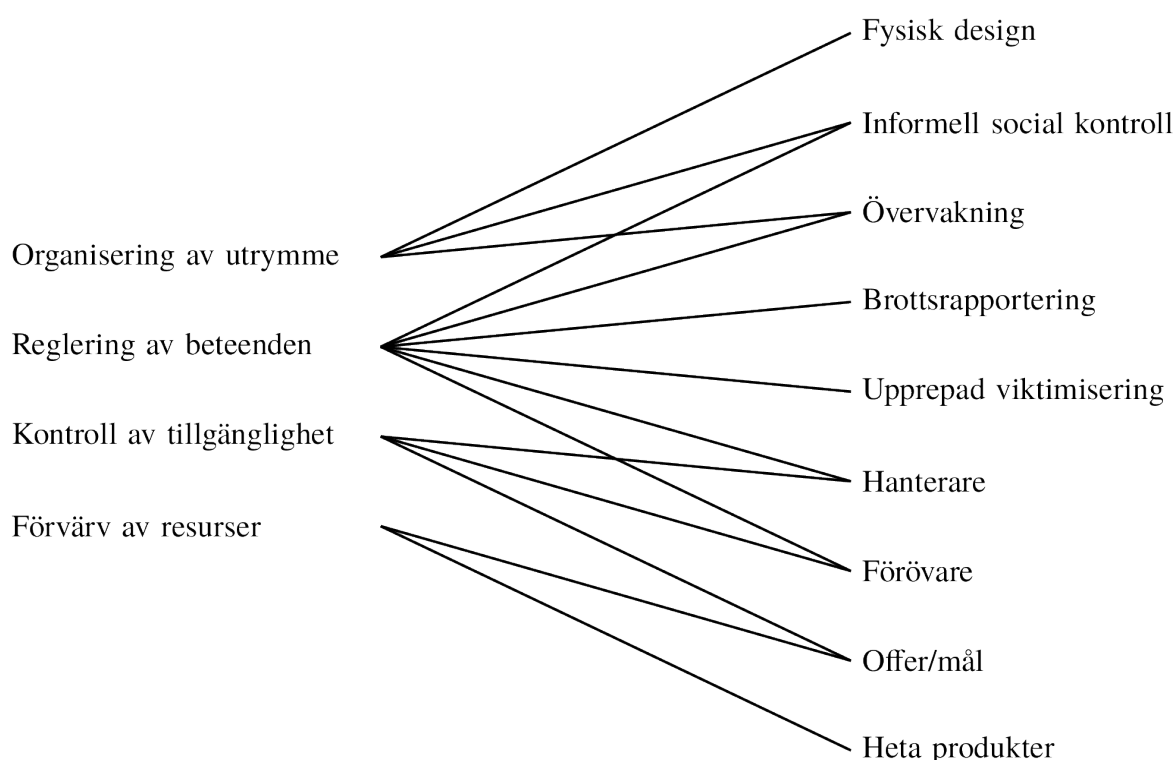 Fysisk design
Informell social kontroll
Övervakning
Organisering av utrymme
Brottsrapportering
Reglering av beteenden
Upprepad viktimisering
Kontroll av tillgänglighet
Hanterare
Förvärv av resurser
Förövare
Offer/mål
Heta produkter